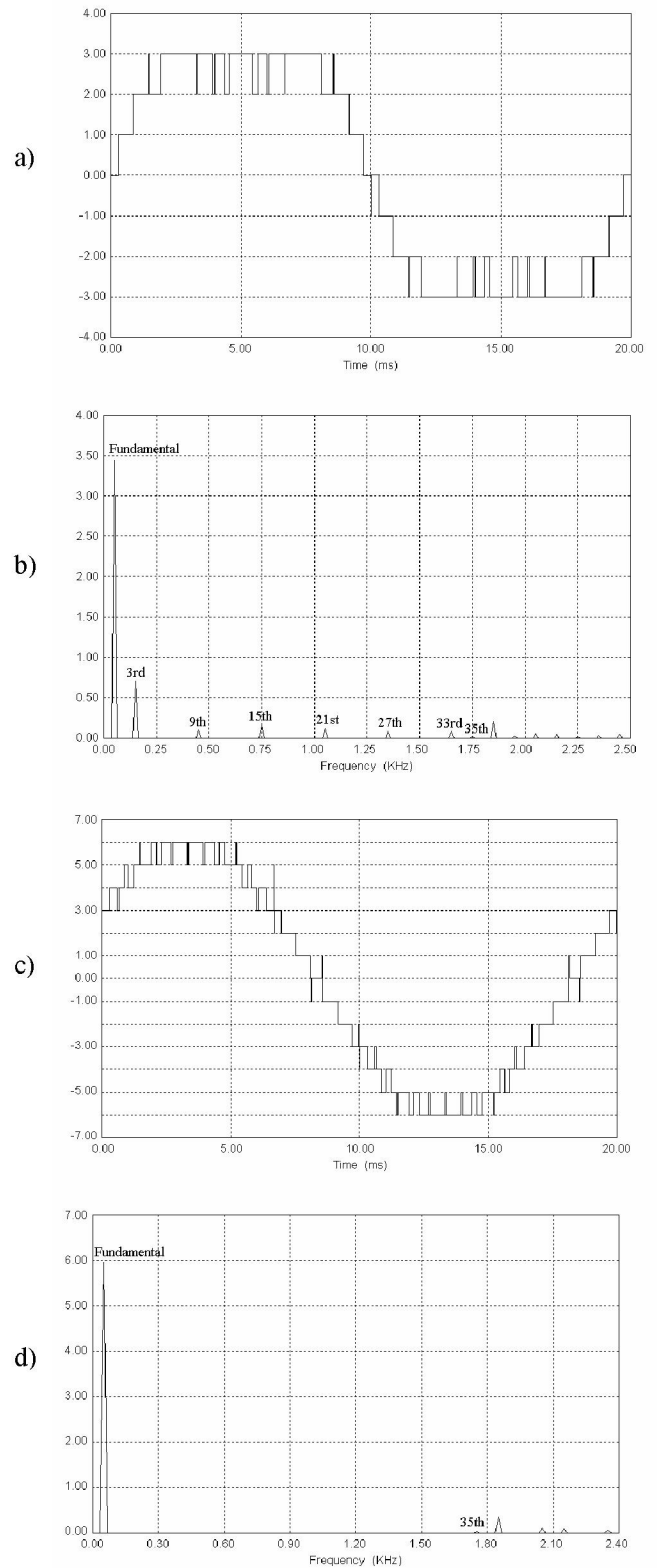 a)
4.00
3.00
2.00
1.00
0.00
-1.00
-2.00
-3.00
-4.00
0.00 5.00 10.00 15.00 20.00
Time (ms)
b)
4.00
3.50
3.00
2.50
2.00
1.50
1.00
0.50
0.00
Fundamental
3rd
9th
15th
21st
27th
33rd
35th
0.00 0.25 0.50 0.75 1.00 1.25 1.50 1.75 2.00 2.25 2.50
Frequency (KHz)
c)
7.00
5.00
3.00
1.00
0.00
-1.00
-3.00
-5.00
-7.00
0.00 5.00 10.00 15.00 20.00
Time (ms)
d)
7.00
6.00
5.00
4.00
3.00
2.00
1.00
0.00
Fundamental
35th
0.00 0.30 0.60 0.90 1.20 1.50 1.80 2.10 2.40
Frequency (KHz)